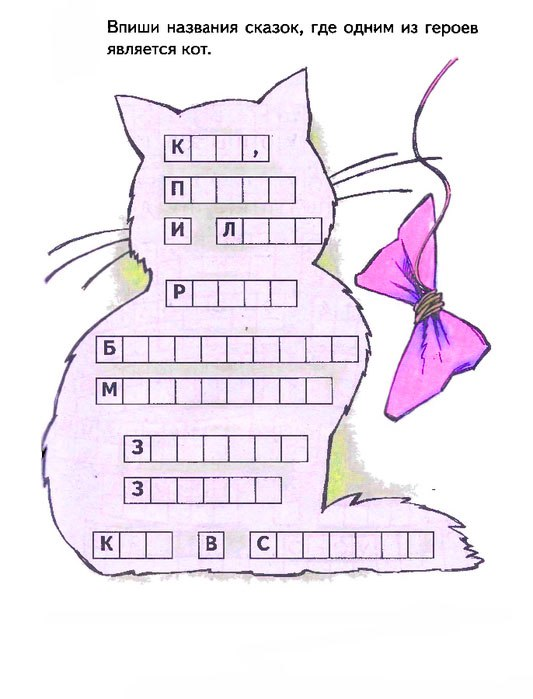 Впиши названия сказок, где одним из героев
является кот.
К ,
П
И Л
Р
Б
М
З
З
К В С